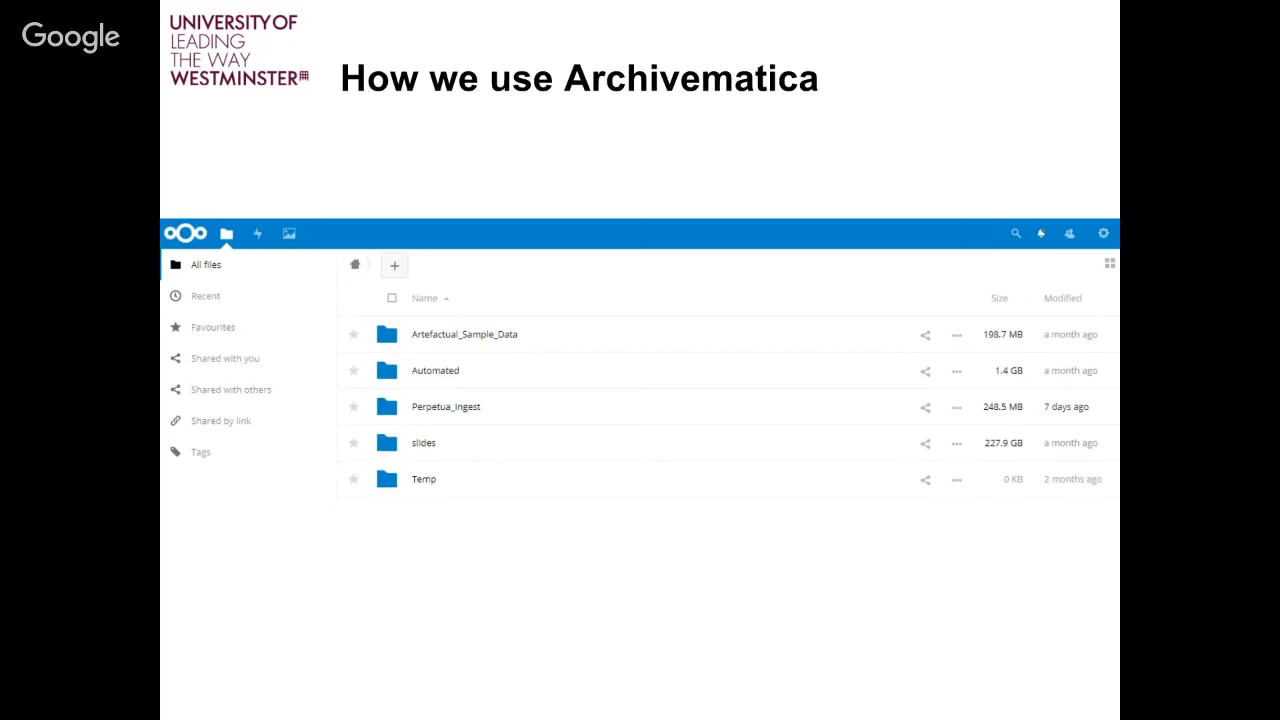 Google
UNIVERSITY OF
LEADING
THE WAY
WESTMINSTER
How we use Archivematica
All files
Recent
Favourites
Shared with you
Shared with others
Shared by link
Tags
+
Name Size Modified
Artefactual_Sample_Data 198.7 MB a month ago
Automated 1.4 GB a month ago
Perpetua_Ingest 248.5 MB 7 days ago
slides 227.9 GB a month ago
Temp 0 KB 2 months ago